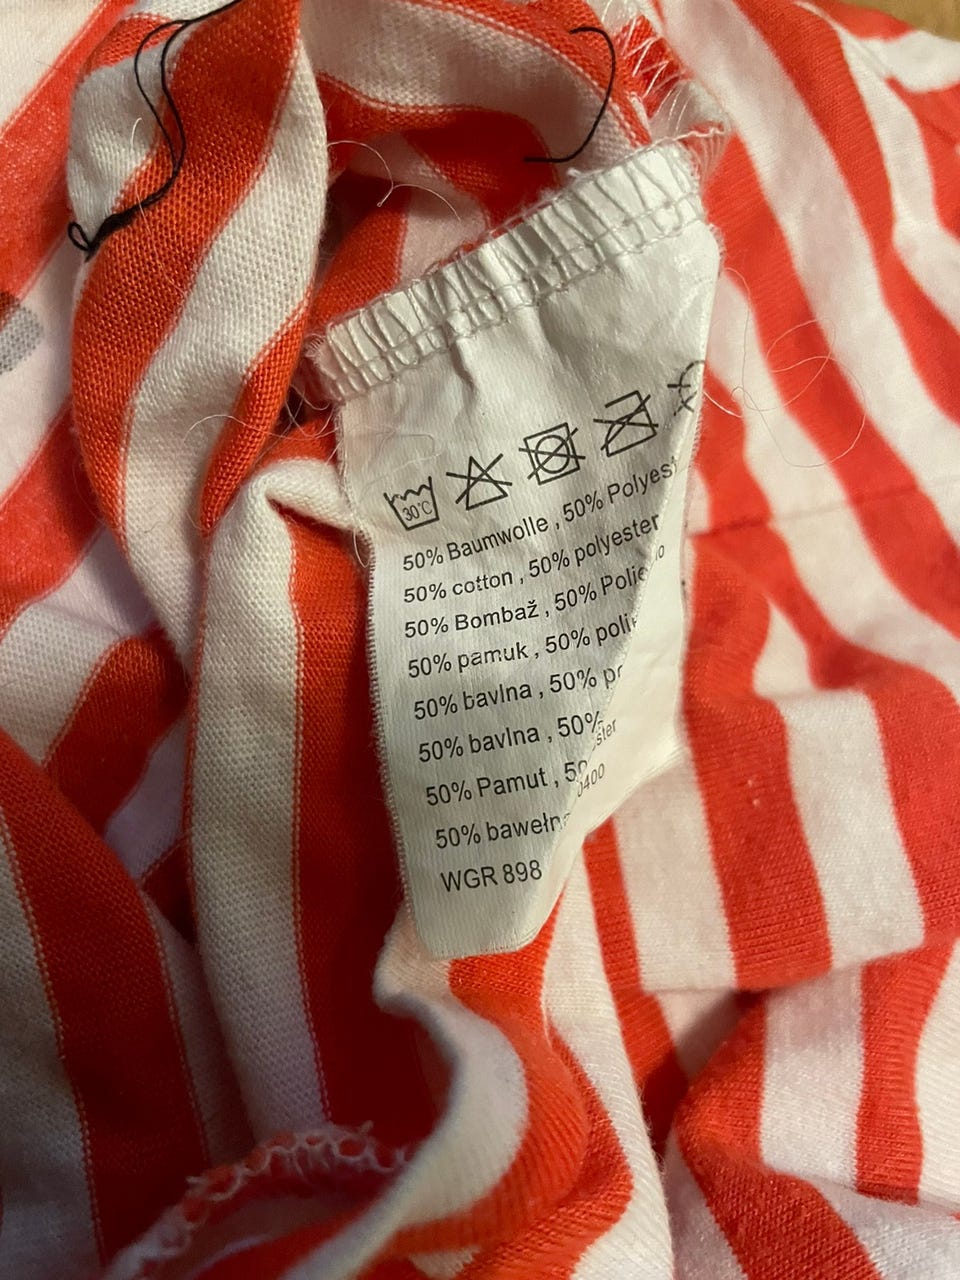 30°C
50% Baumwolle , 50% Polyest
50% cotton , 50% polyester
50% Bombaž , 50% Polie
50% pamuk , 50% poli
50% bavlna , 50% p
50% bavlna , 50%
50% Pamut , 50
50% bawełn
WGR 898